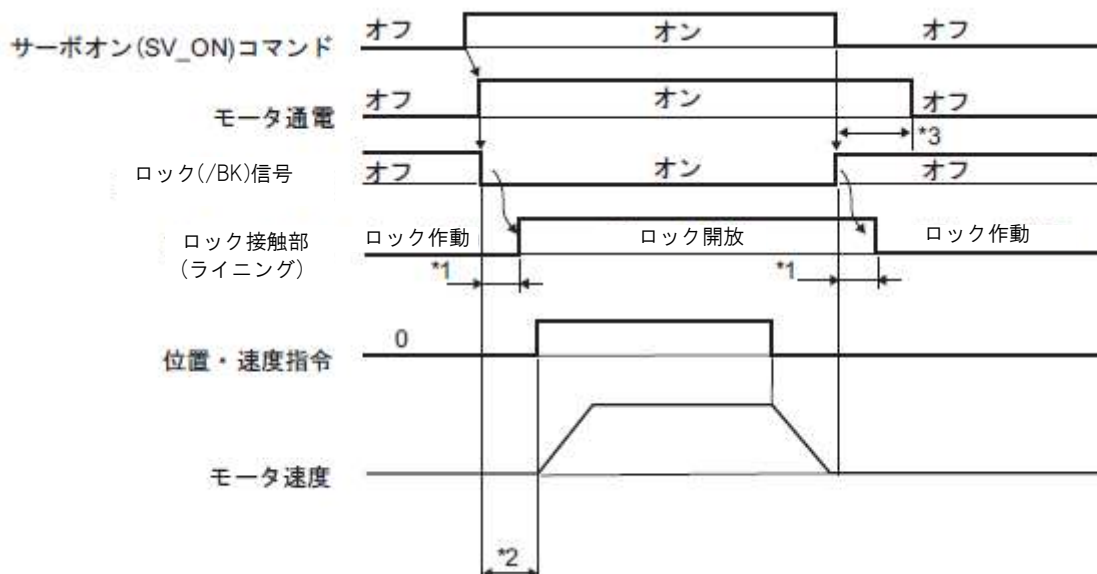 オフ オン オフ
サーボオン(SV_ON)コマンド
オフ オン オフ
モータ通電
*3
ロック(/BK)信号
オフ オン オフ
ロック接触部 ロック作動 ロック開放 ロック作動
(ライニング)
*1 *1
0
位置・速度指令
モータ速度
*2